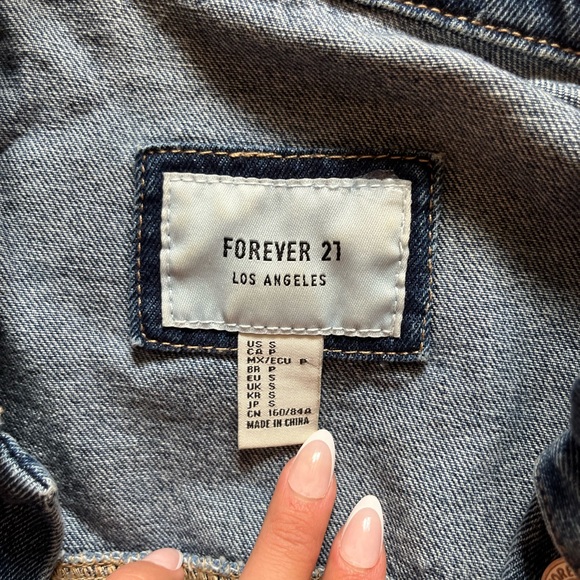 FOREVER 21
LOS ANGELES
US S
CA P
MX/ECU P
BR P
EU S
UK S
KR S
JP S
CN 160/84A
MADE IN CHINA